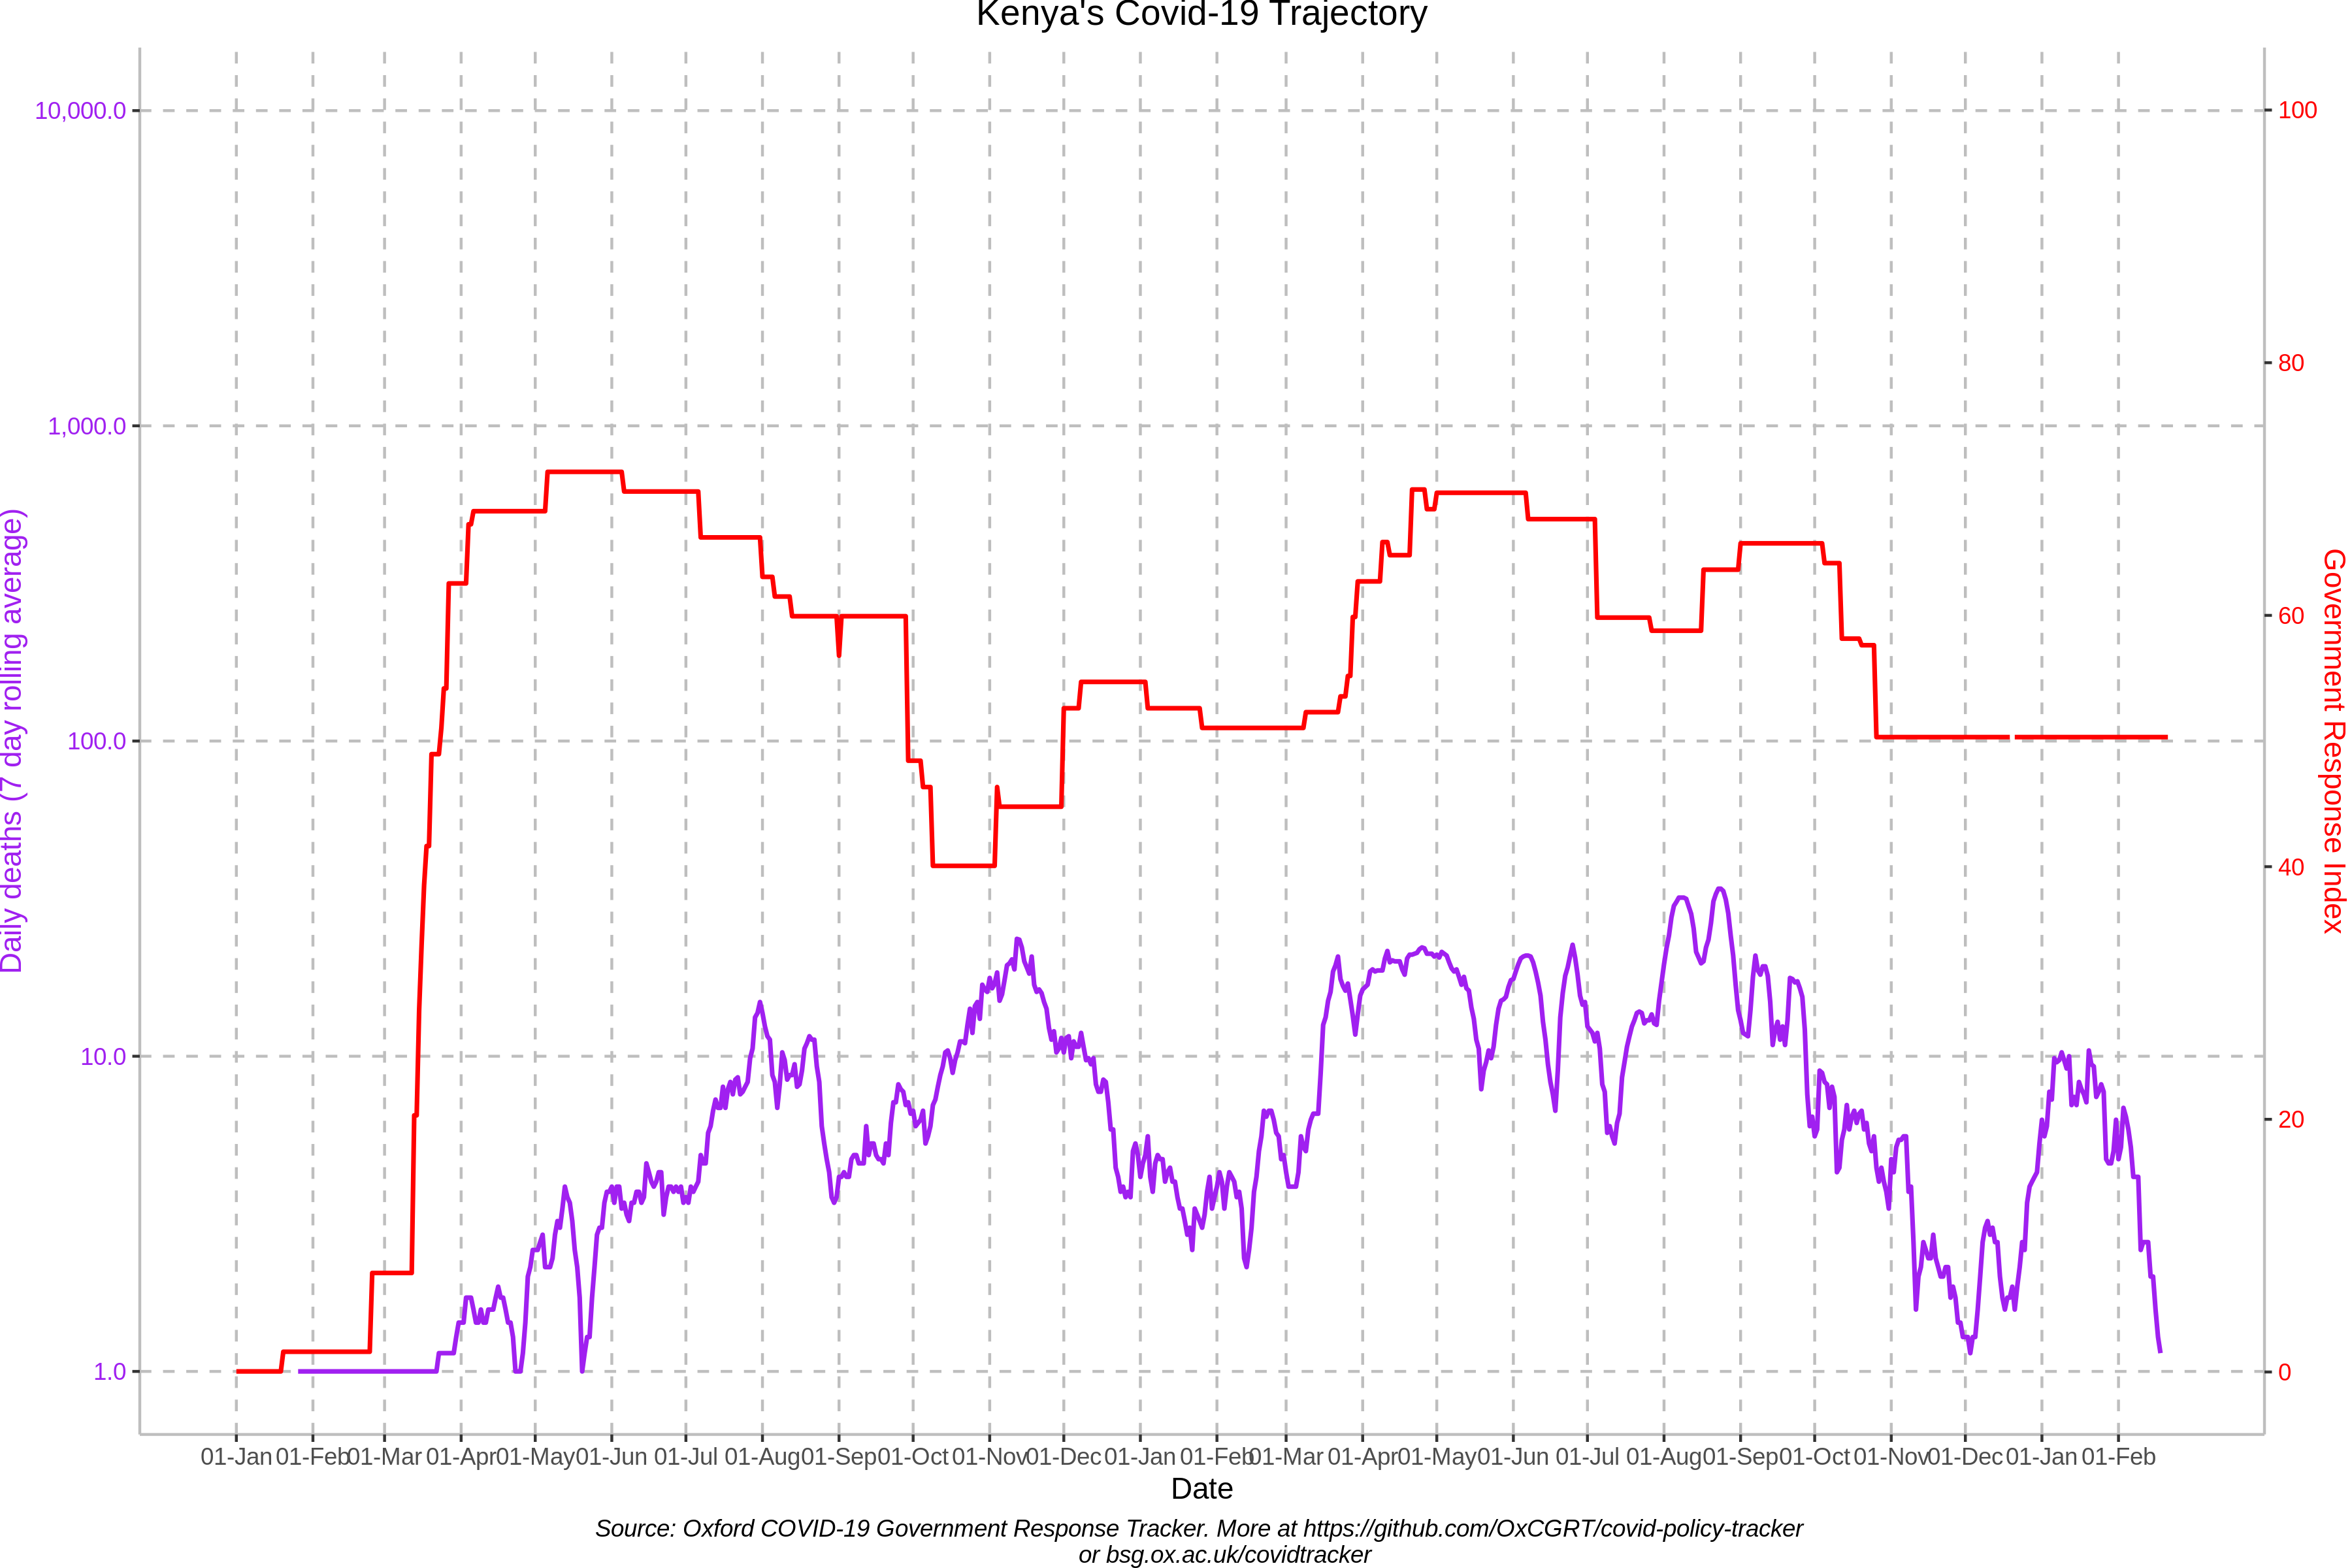 Kenya's Covid-19 Trajectory
10,000.0
1,000.0
100.0
10.0
1.0
Daily deaths (7 day rolling average)
100
80
60
40
20
0
Government Response Index
01-Jan 01-Feb 01-Mar 01-Apr 01-May 01-Jun 01-Jul 01-Aug 01-Sep 01-Oct 01-Nov 01-Dec 01-Jan 01-Feb 01-Mar 01-Apr 01-May 01-Jun 01-Jul 01-Aug 01-Sep 01-Oct 01-Nov 01-Dec 01-Jan 01-Feb
Date
Source: Oxford COVID-19 Government Response Tracker. More at https://github.com/OxCGRT/covid-policy-tracker
or bsg.ox.ac.uk/covidtracker